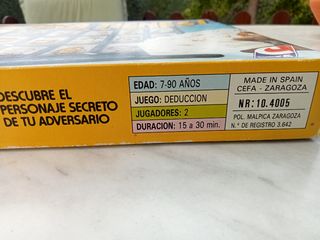 DESCUBRE EL
PERSONAJE SECRETO
DE TU ADVERSARIO
EDAD: 7-90 AÑOS
JUEGO: DEDUCCION
JUGADORES: 2
DURACION: 15 a 30 min.
MADE IN SPAIN
CEFA - ZARAGOZA
NR: 10.4005
POL. MALPICA ZARAGOZA
N.° DE REGISTRO 3.642